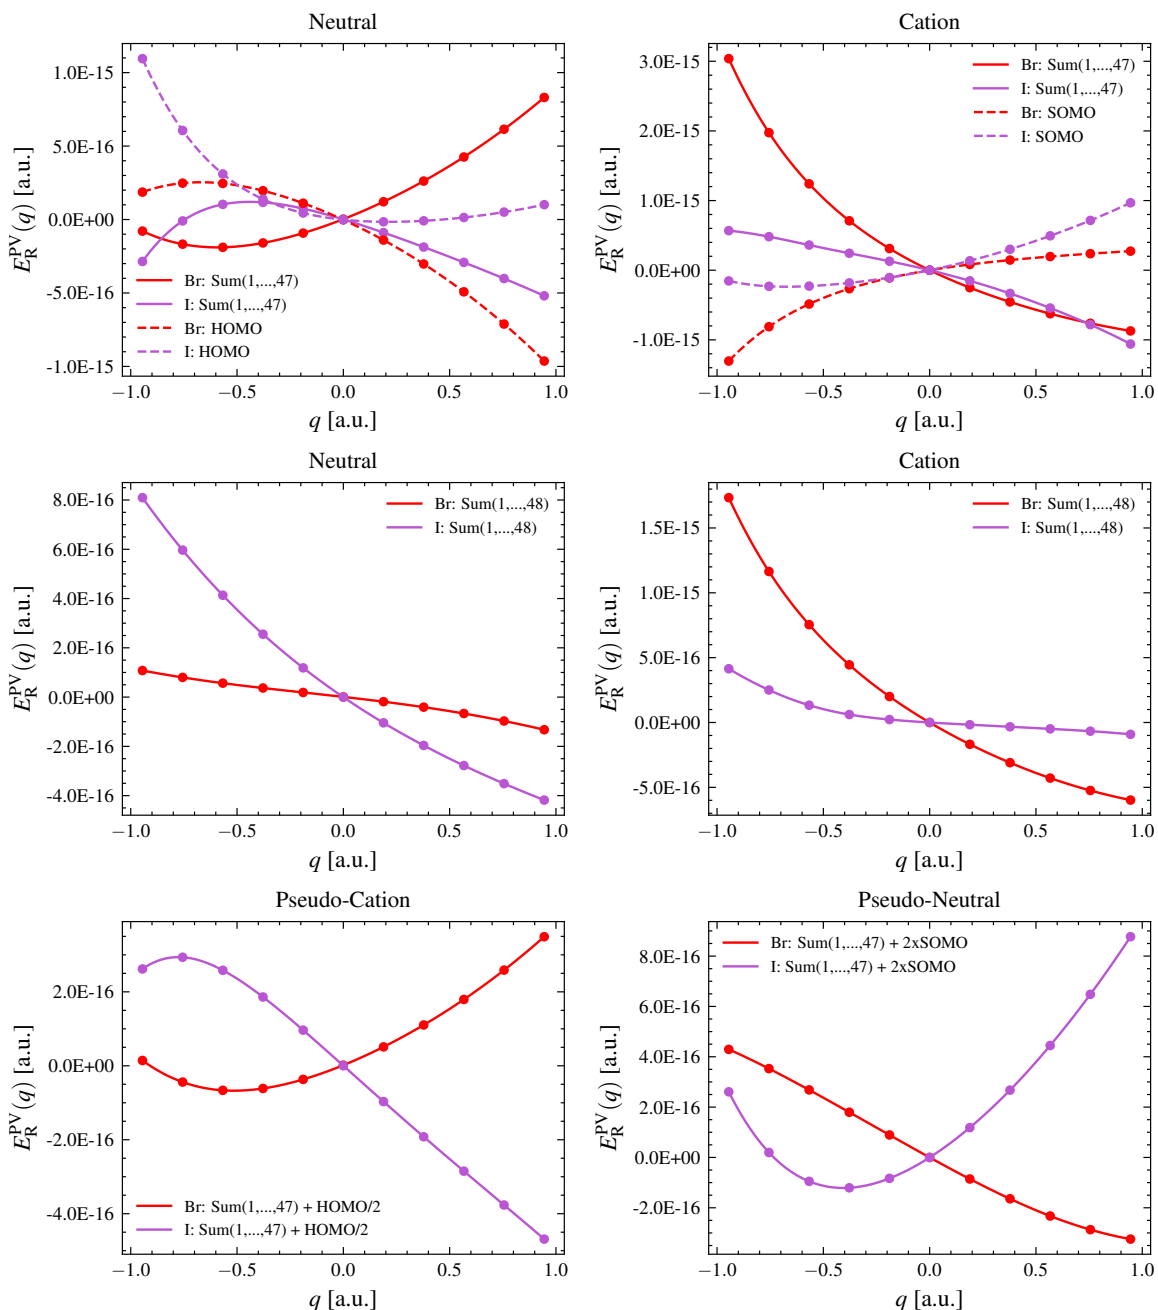 Neutral
1.0E-15
5.0E-16
0.0E+00
-5.0E-16
-1.0E-15
E_R^PV(q) [a.u.]
Br: Sum(1,...,47)
I: Sum(1,...,47)
Br: HOMO
I: HOMO
−1.0 −0.5 0.0 0.5 1.0
q [a.u.]
Cation
3.0E-15
2.0E-15
1.0E-15
0.0E+00
-1.0E-15
E_R^PV(q) [a.u.]
Br: Sum(1,...,47)
I: Sum(1,...,47)
Br: SOMO
I: SOMO
−1.0 −0.5 0.0 0.5 1.0
q [a.u.]
Neutral
8.0E-16
6.0E-16
4.0E-16
2.0E-16
0.0E+00
-2.0E-16
-4.0E-16
E_R^PV(q) [a.u.]
Br: Sum(1,...,48)
I: Sum(1,...,48)
−1.0 −0.5 0.0 0.5 1.0
q [a.u.]
Cation
1.5E-15
1.0E-15
5.0E-16
0.0E+00
-5.0E-16
E_R^PV(q) [a.u.]
Br: Sum(1,...,48)
I: Sum(1,...,48)
−1.0 −0.5 0.0 0.5 1.0
q [a.u.]
Pseudo-Cation
2.0E-16
0.0E+00
-2.0E-16
-4.0E-16
E_R^PV(q) [a.u.]
Br: Sum(1,...,47) + HOMO/2
I: Sum(1,...,47) + HOMO/2
−1.0 −0.5 0.0 0.5 1.0
q [a.u.]
Pseudo-Neutral
8.0E-16
6.0E-16
4.0E-16
2.0E-16
0.0E+00
-2.0E-16
E_R^PV(q) [a.u.]
Br: Sum(1,...,47) + 2xSOMO
I: Sum(1,...,47) + 2xSOMO
−1.0 −0.5 0.0 0.5 1.0
q [a.u.]